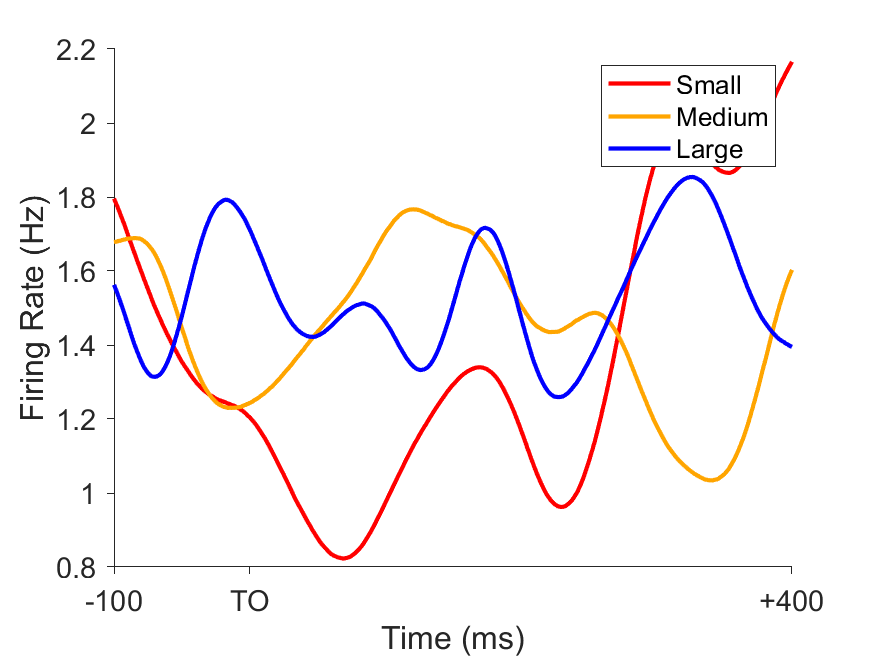 2.2
2
1.8
1.6
1.4
1.2
1
0.8
Firing Rate (Hz)
Small
Medium
Large
-100
TO
+400
Time (ms)